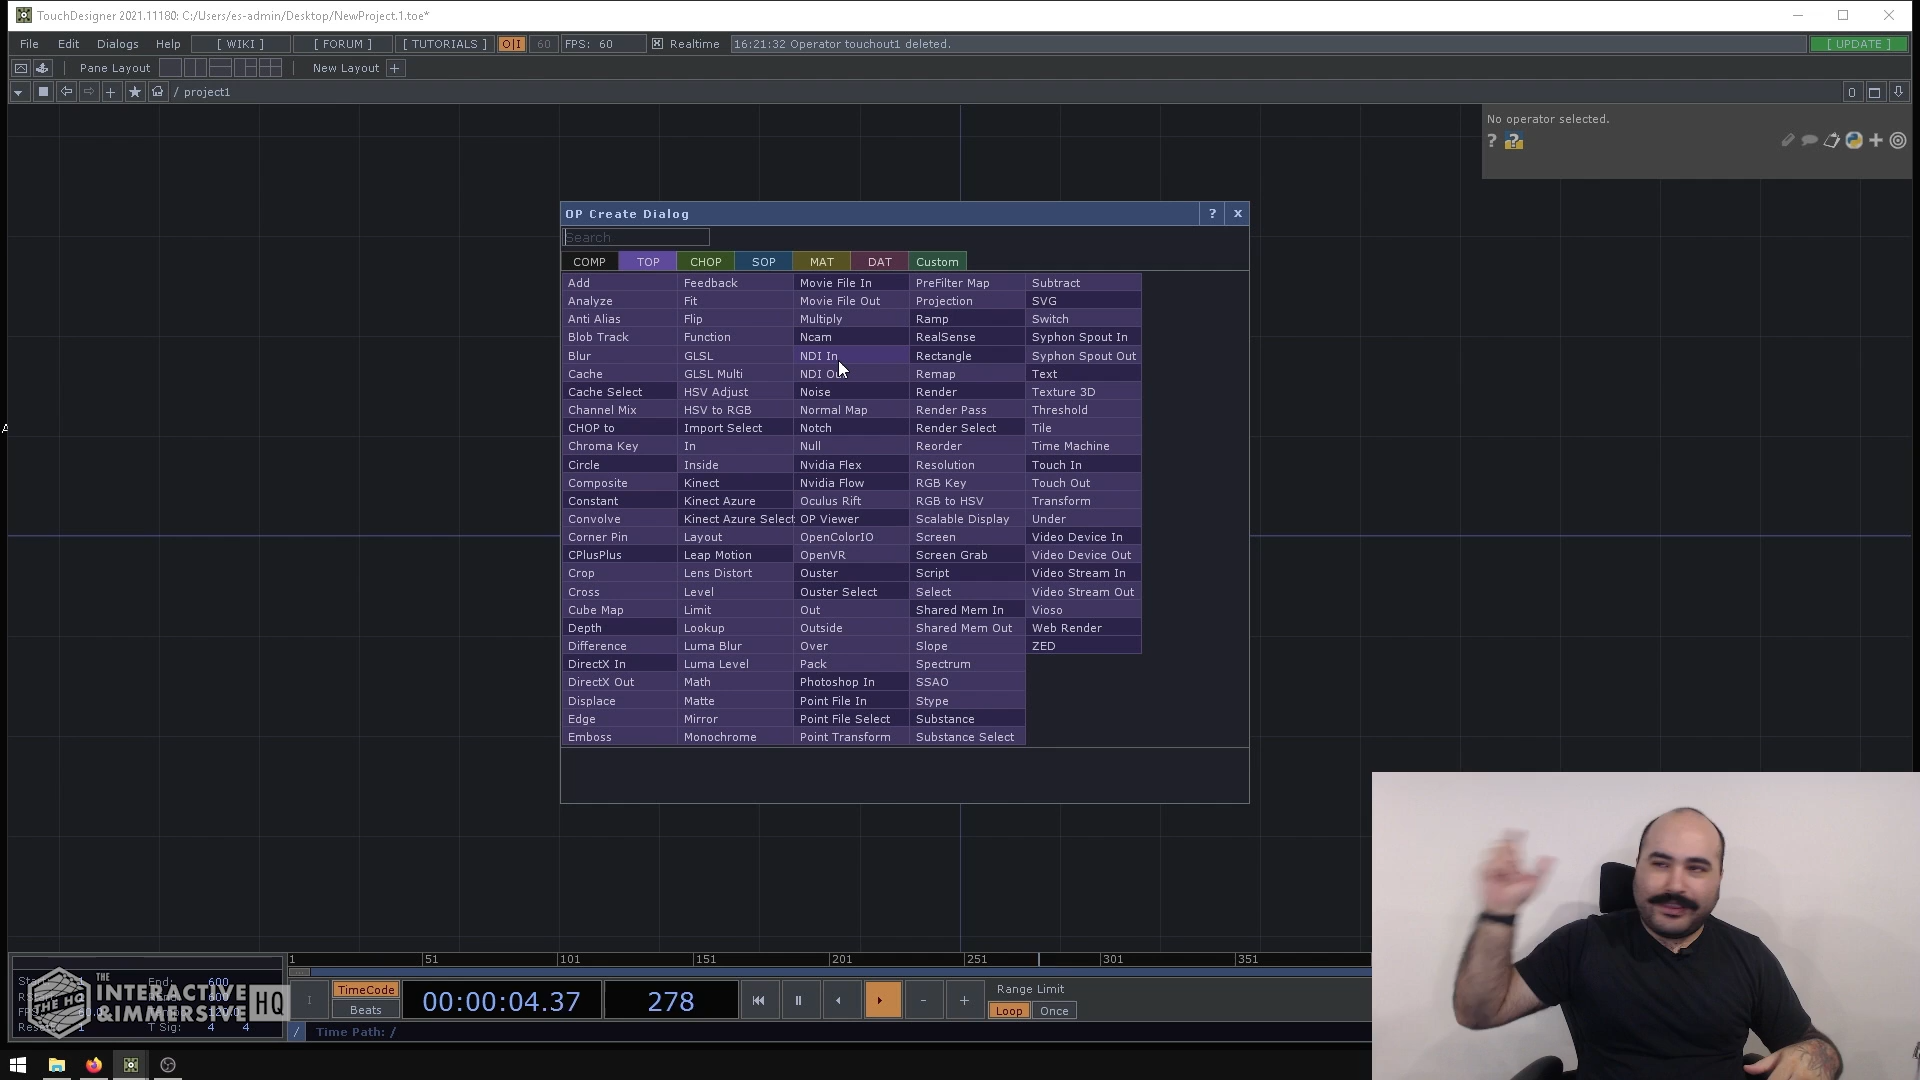 TouchDesigner 2021.11180: C:/Users/es-admin/Desktop/NewProject.1.toe*
File Edit Dialogs Help [ WIKI ] [ FORUM ] [ TUTORIALS ] O|I 60 FPS: 60 Realtime 16:21:32 Operator touchout1 deleted. [ UPDATE ]
Pane Layout New Layout +
/ project1 0
No operator selected.
? ?
OP Create Dialog ? x
Search
COMP TOP CHOP SOP MAT DAT Custom
Add Feedback Movie File In PreFilter Map Subtract
Analyze Fit Movie File Out Projection SVG
Anti Alias Flip Multiply Ramp Switch
Blob Track Function Ncam RealSense Syphon Spout In
Blur GLSL NDI In Rectangle Syphon Spout Out
Cache GLSL Multi NDI Remap Text
Cache Select HSV Adjust Noise Render Texture 3D
Channel Mix HSV to RGB Normal Map Render Pass Threshold
CHOP to Import Select Notch Render Select Tile
Chroma Key In Null Reorder Time Machine
Circle Inside Nvidia Flex Resolution Touch In
Composite Kinect Nvidia Flow RGB Key Touch Out
Constant Kinect Azure Oculus Rift RGB to HSV Transform
Convolve Kinect Azure Select OP Viewer Scalable Display Under
Corner Pin Layout OpenColorIO Screen Video Device In
CPlusPlus Leap Motion OpenVR Screen Grab Video Device Out
Crop Lens Distort Ouster Script Video Stream In
Cross Level Ouster Select Select Video Stream Out
Cube Map Limit Out Shared Mem In Vioso
Depth Lookup Outside Shared Mem Out Web Render
Difference Luma Blur Over Slope ZED
DirectX In Luma Level Pack Spectrum
DirectX Out Math Photoshop In SSAO
Displace Matte Point File In Stype
Edge Mirror Point File Select Substance
Emboss Monochrome Point Transform Substance Select
1 51 101 151 201 251 301 351
End: 600
T Sig: 4 4
THE INTERACTIVE & IMMERSIVE HQ
THE HQ
TimeCode
Beats
00:00:04.37 278
Range Limit
Loop Once
/ Time Path: /